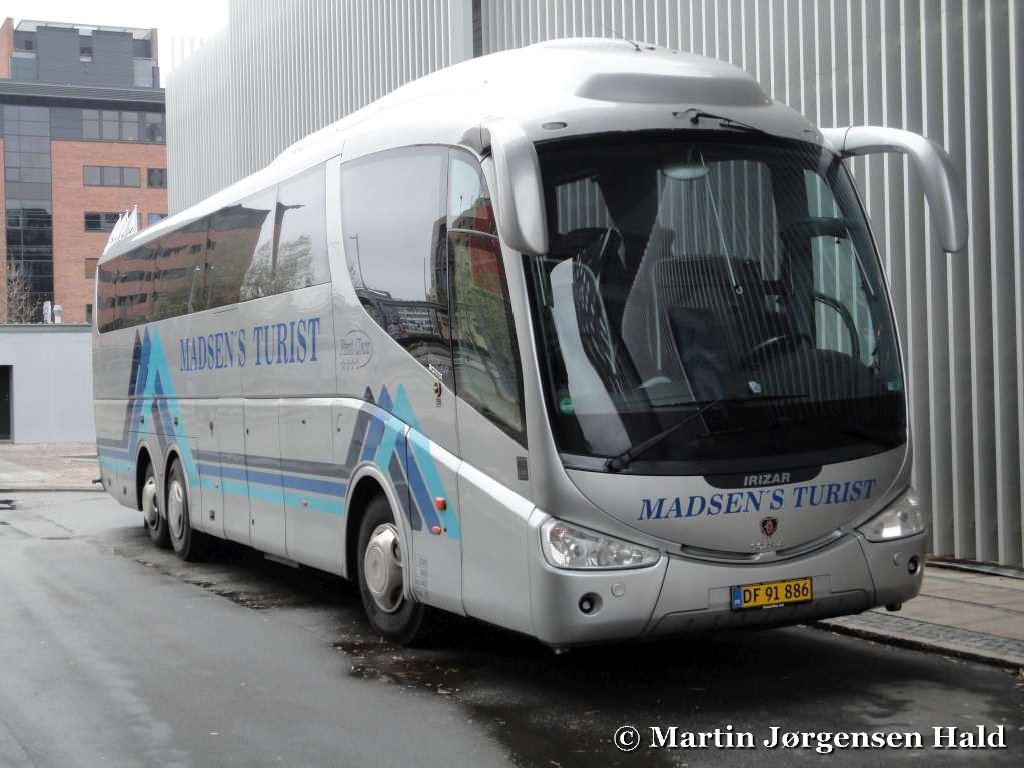 MADSEN'S TURIST
IRIZAR
MADSEN'S TURIST
DF 91 886
© Martin Jørgensen Hald